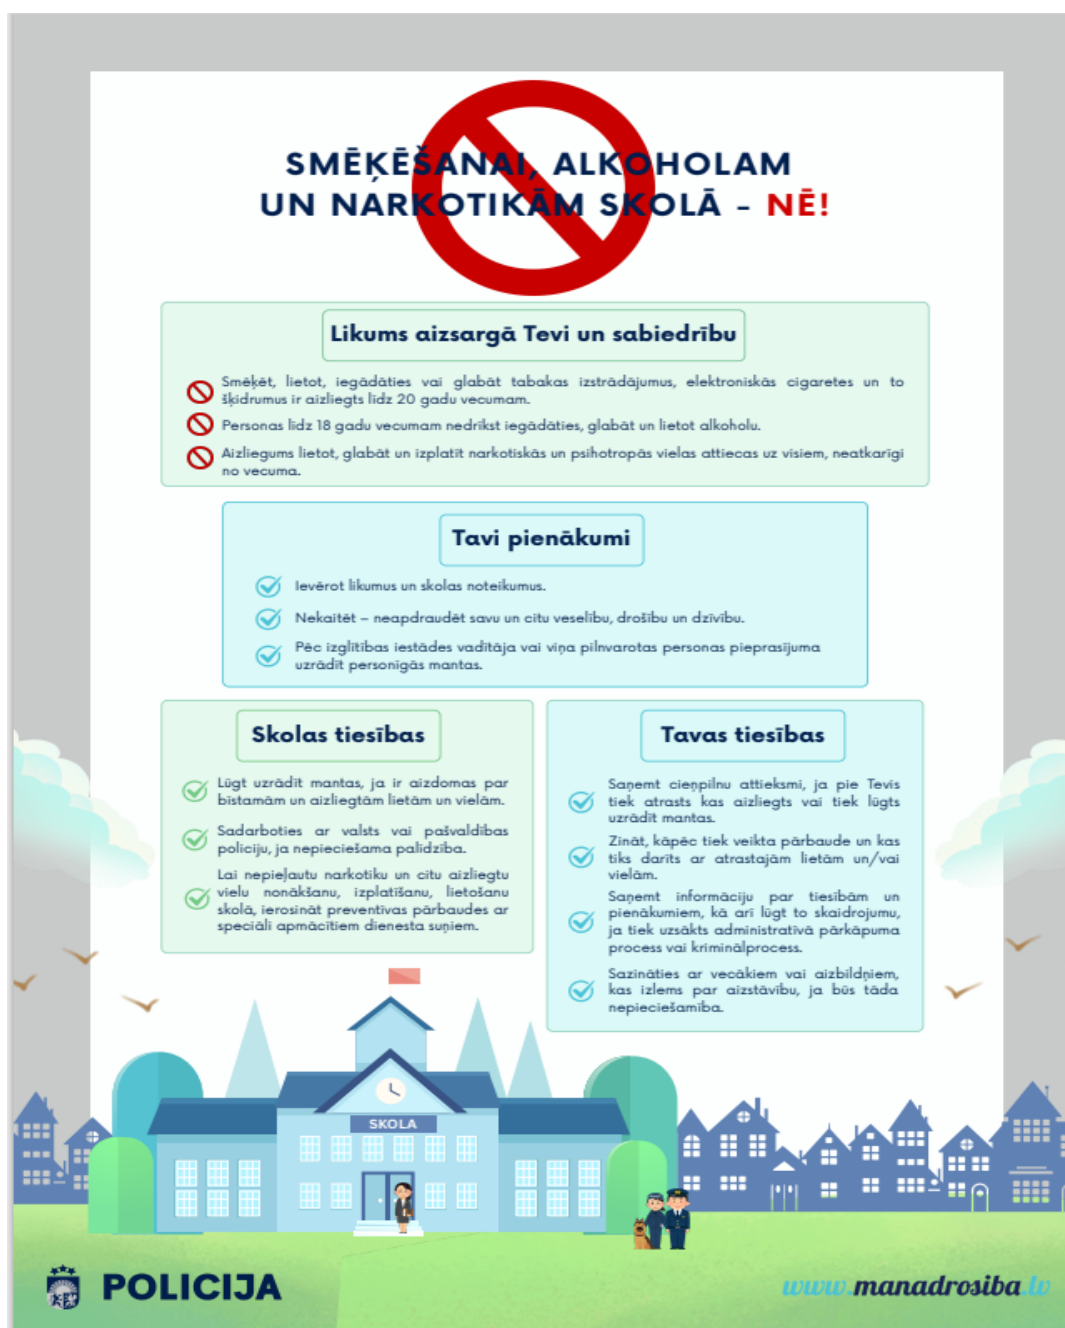 SMĒĶĒŠANAI, ALKOHOLAM
UN NARKOTIKĀM SKOLĀ - NĒ!
Likums aizsargā Tevi un sabiedrību
Smēķēt, lietot, iegādāties vai glabāt tabakas izstrādājumus, elektroniskās cigaretes un to
šķidrumus ir aizliegts līdz 20 gadu vecumam.
Personas līdz 18 gadu vecumam nedrīkst iegādāties, glabāt un lietot alkoholu.
Aizliegums lietot, glabāt un izplatīt narkotiskās un psihotropās vielas attiecas uz visiem, neatkarīgi
no vecuma.
Tavi pienākumi
Ievērot likumus un skolas noteikumus.
Nekaitēt – neapdraudēt savu un citu veselību, drošību un dzīvību.
Pēc izglītības iestādes vadītāja vai viņa pilnvarotas personas pieprasījuma
uzrādīt personīgās mantas.
Skolas tiesības
Lūgt uzrādīt mantas, ja ir aizdomas par
bīstamām un aizliegtām lietām un vielām.
Sadarboties ar valsts vai pašvaldības
policiju, ja nepieciešama palīdzība.
Lai nepieļautu narkotiku un citu aizliegtu
vielu nonākšanu, izplatīšanu, lietošanu
skolā, ierosināt preventīvas pārbaudes ar
speciāli apmācītiem dienesta suņiem.
Tavas tiesības
Saņemt cieņpilnu attieksmi, ja pie Tevis
tiek atrasts kas aizliegts vai tiek lūgts
uzrādīt mantas.
Zināt, kāpēc tiek veikta pārbaude un kas
tiks darīts ar atrastajām lietām un/vai
vielām.
Saņemt informāciju par tiesībām un
pienākumiem, kā arī lūgt to skaidrojumu,
ja tiek uzsākts administratīvā pārkāpuma
process vai kriminālprocess.
Sazināties ar vecākiem vai aizbildņiem,
kas izlems par aizstāvību, ja būs tāda
nepieciešamība.
SKOLA
POLICIJA
www.manadrosiba.lv